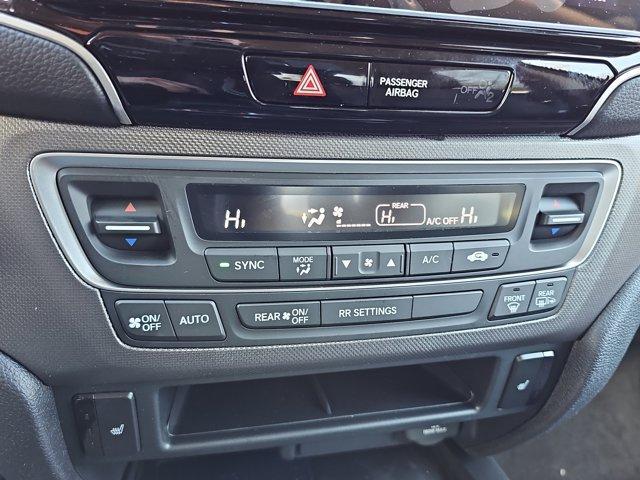 PASSENGER
AIRBAG
OFF
Hi
REAR
Hi
A/C OFF
Hi
SYNC
MODE
A/C
ON/
OFF
AUTO
REAR ON/
OFF
RR SETTINGS
FRONT
REAR